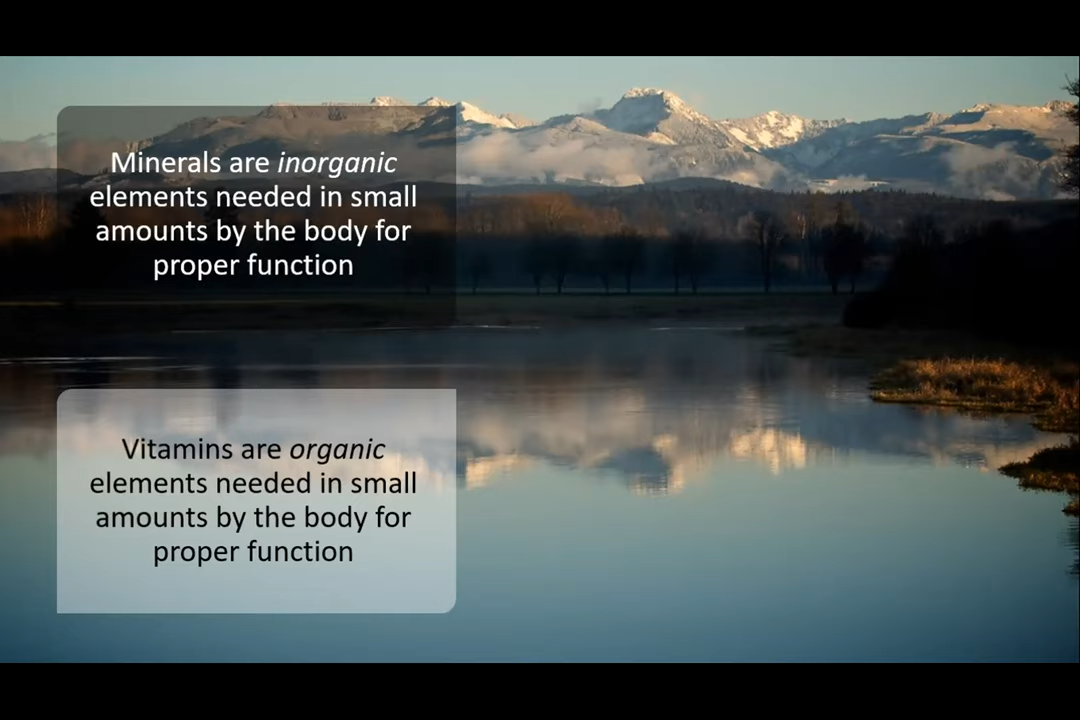 Minerals are inorganic
elements needed in small
amounts by the body for
proper function
Vitamins are organic
elements needed in small
amounts by the body for
proper function